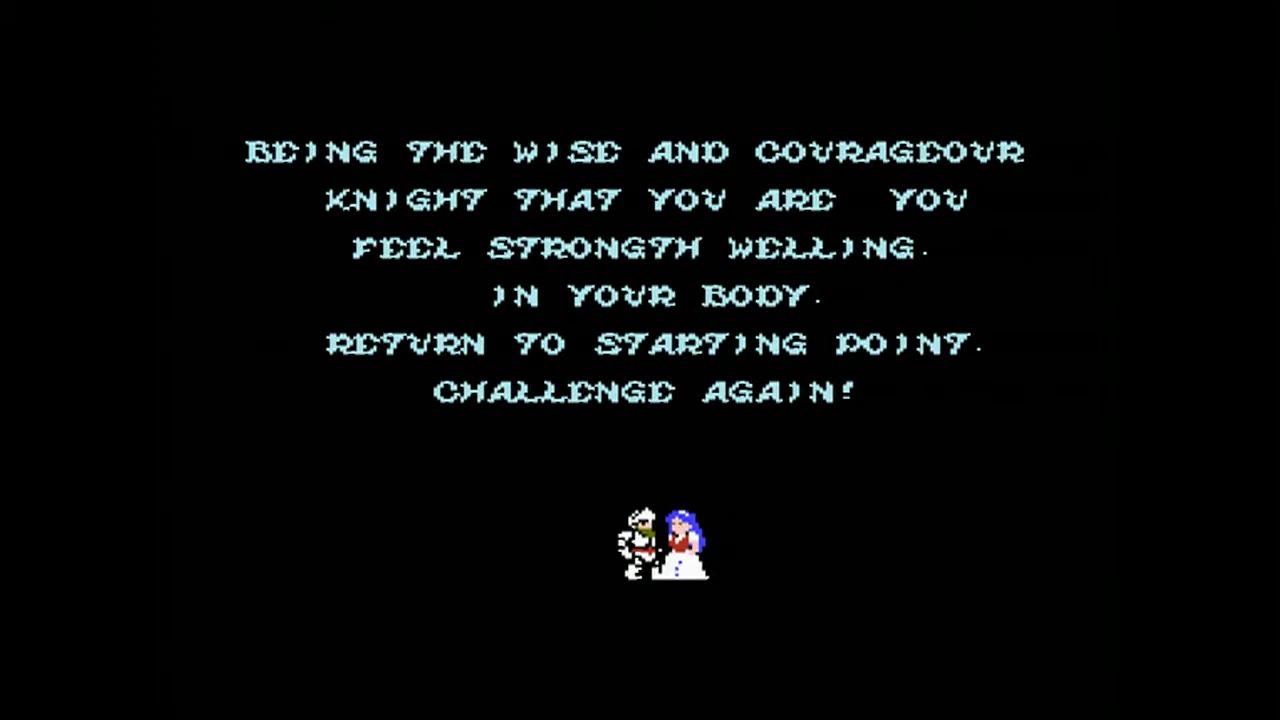 BEING THE WISE AND COURAGEOUR
KNIGHT THAT YOU ARE YOU
FEEL STRONGTH WELLING.
IN YOUR BODY.
RETURN TO STARTING POINT.
CHALLENGE AGAIN!